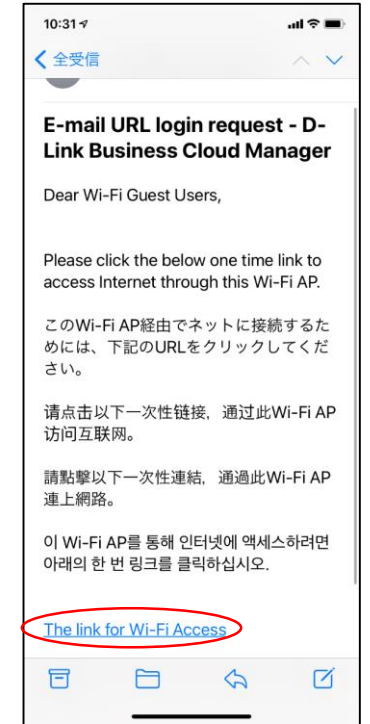 10:31
全受信
E-mail URL login request - D-
Link Business Cloud Manager
Dear Wi-Fi Guest Users,
Please click the below one time link to
access Internet through this Wi-Fi AP.
このWi-Fi AP経由でネットに接続するた
めには、下記のURLをクリックしてくだ
さい。
请点击以下一次性链接，通过此Wi-Fi AP
访问互联网。
請點擊以下一次性連結，通過此Wi-Fi AP
連上網路。
이 Wi-Fi AP를 통해 인터넷에 액세스하려면
아래의 한 번 링크를 클릭하십시오.
The link for Wi-Fi Access